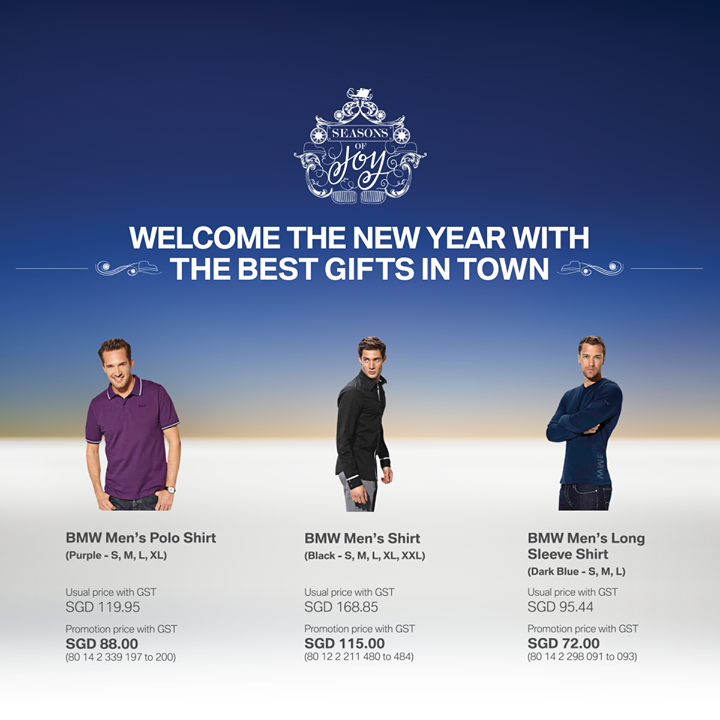 SEASONS
OF
Joy
WELCOME THE NEW YEAR WITH
THE BEST GIFTS IN TOWN
BMW Men's Polo Shirt
(Purple - S, M, L, XL)
Usual price with GST
SGD 119.95
Promotion price with GST
SGD 88.00
(80 14 2 339 197 to 200)
BMW Men's Shirt
(Black - S, M, L, XL, XXL)
Usual price with GST
SGD 168.85
Promotion price with GST
SGD 115.00
(80 12 2 211 480 to 484)
BMW Men's Long
Sleeve Shirt
(Dark Blue - S, M, L)
Usual price with GST
SGD 95.44
Promotion price with GST
SGD 72.00
(80 14 2 298 091 to 093)